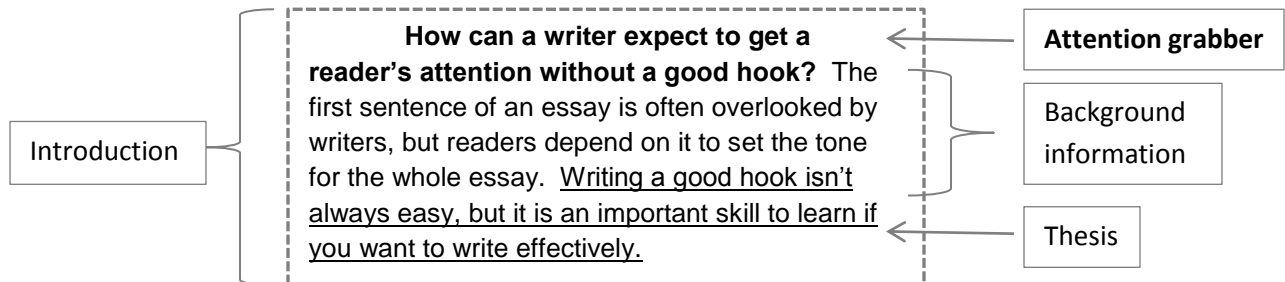 Introduction
How can a writer expect to get a
reader's attention without a good hook? The
first sentence of an essay is often overlooked by
writers, but readers depend on it to set the tone
for the whole essay. Writing a good hook isn't
always easy, but it is an important skill to learn if
you want to write effectively.
Attention grabber
Background
information
Thesis